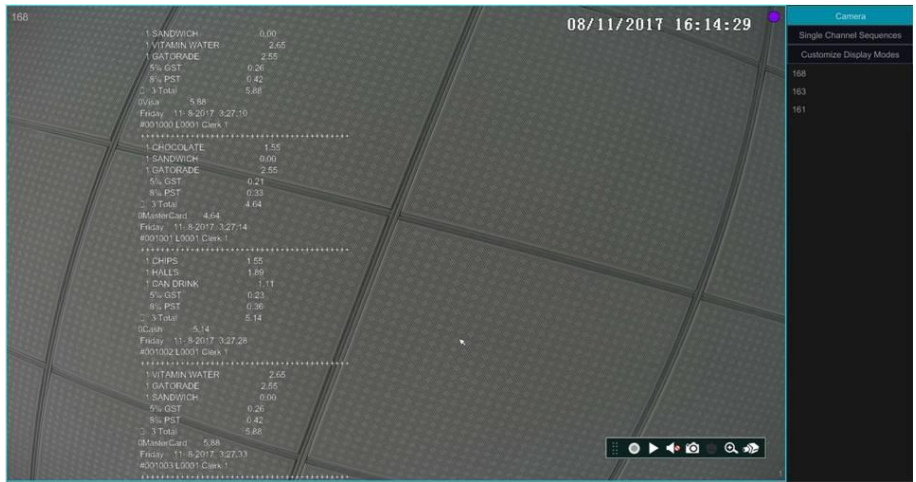 168
08/11/2017 16:14:29
1 SANDWICH 0.00
1 VITAMIN WATER 2.65
1 GATORADE 2.55
5% GST 0.26
8% PST 0.42
3 Total 5.88
0Visa 5.88
Friday 11- 8-2017 3:27:10
#001000 L0001 Clerk 1
1 CHOCOLATE 1.55
1 SANDWICH 0.00
1 GATORADE 2.55
5% GST 0.21
8% PST 0.33
3 Total 4.64
0MasterCard 4.64
Friday 11- 8-2017 3:27:14
#001001 L0001 Clerk 1
1 CHIPS 1.55
1 HALLS 1.89
1 CAN DRINK 1.11
5% GST 0.23
8% PST 0.36
3 Total 5.14
0Cash 5.14
Friday 11- 8-2017 3:27:28
#001002 L0001 Clerk 1
1 VITAMIN WATER 2.65
1 GATORADE 2.55
1 SANDWICH 0.00
5% GST 0.26
8% PST 0.42
3 Total 5.88
0MasterCard 5.88
Friday 11- 8-2017 3:27:33
#001003 L0001 Clerk 1
Camera
Single Channel Sequences
Customize Display Modes
168
163
161